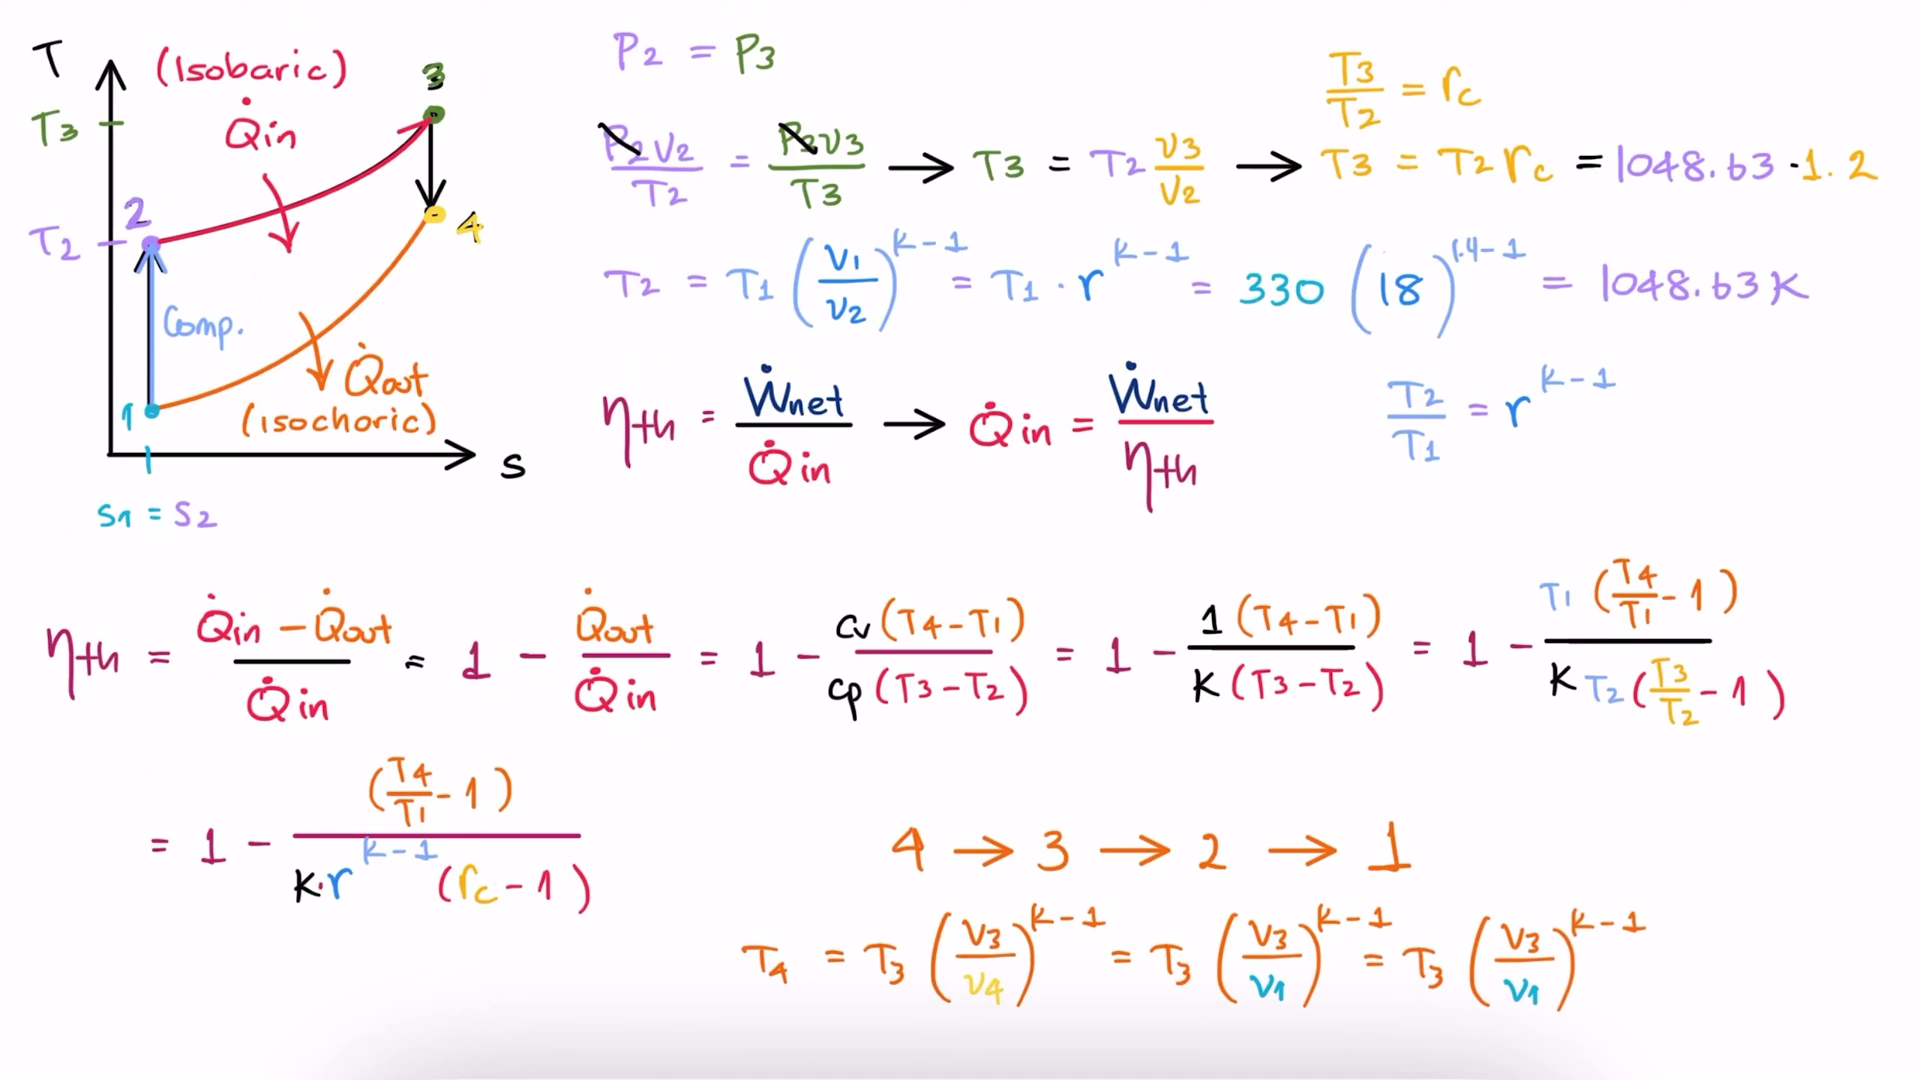 T
(Isobaric)
Q̇in
3
T3
2
T2
4
Comp.
Q̇out
(isochoric)
1
s
S1 = S2
P2 = P3
P2V2/T2 = P3V3/T3 → T3 = T2 V3/V2 → T3 = T2 rc = 1048.63 · 1.2
T3/T2 = rc
T2 = T1 (V1/V2)^(K-1) = T1 · r^(K-1) = 330 (18)^(1.4-1) = 1048.63 K
ηth = Ẇnet/Q̇in → Q̇in = Ẇnet/ηth
T2/T1 = r^(K-1)
ηth = (Q̇in - Q̇out)/Q̇in = 1 - Q̇out/Q̇in = 1 - Cv(T4-T1)/Cp(T3-T2) = 1 - 1(T4-T1)/K(T3-T2) = 1 - T1(T4/T1 - 1)/K T2(T3/T2 - 1)
= 1 - (T4/T1 - 1)/K·r^(K-1)(rc - 1)
4 → 3 → 2 → 1
T4 = T3 (V3/V4)^(K-1) = T3 (V3/V1)^(K-1) = T3 (V3/V1)^(K-1)